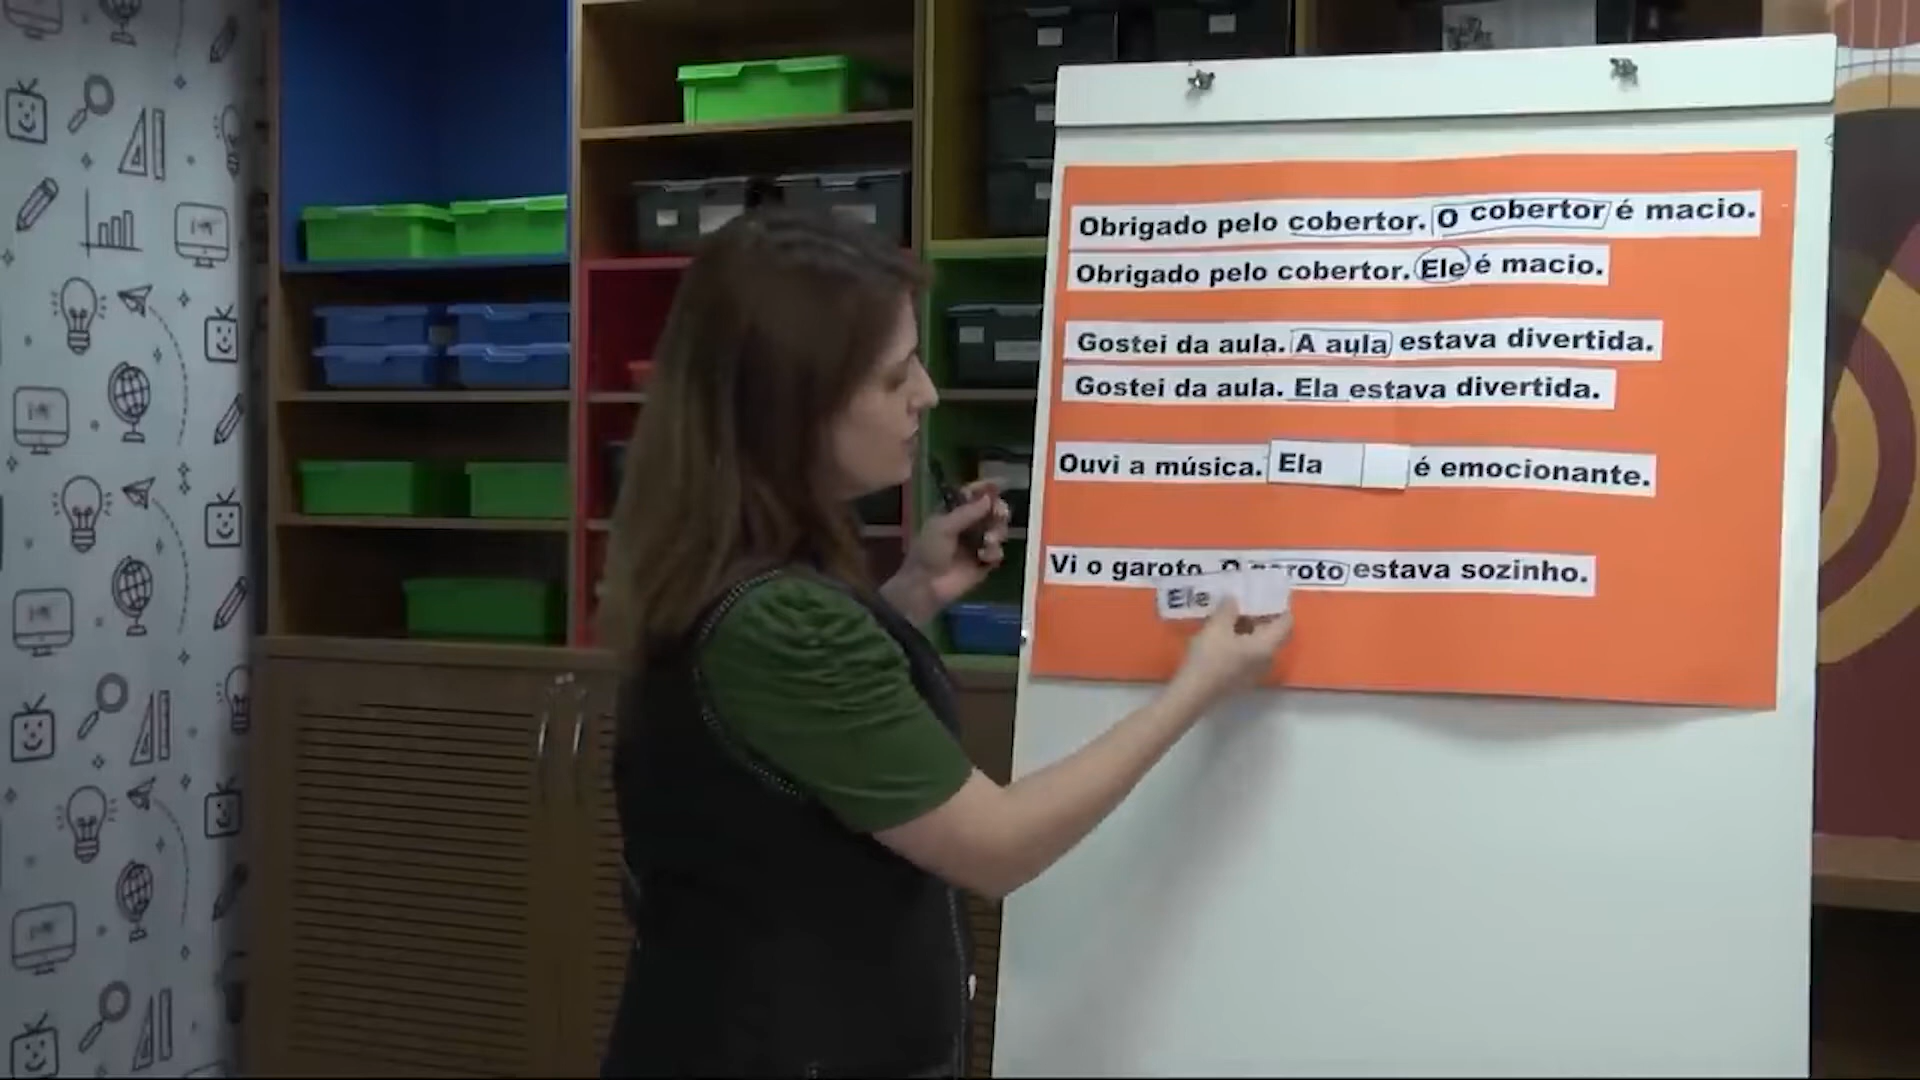 Obrigado pelo cobertor. O cobertor é macio.
Obrigado pelo cobertor. Ele é macio.
Gostei da aula. A aula estava divertida.
Gostei da aula. Ela estava divertida.
Ouvi a música. Ela é emocionante.
Vi o garoto. O garoto estava sozinho.
Ele